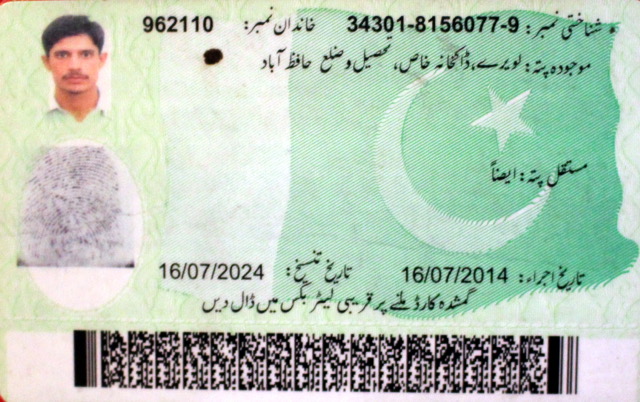 شناختی نمبر: 34301-8156077-9 خاندان نمبر: 962110
موجودہ پتہ: لویرے، ڈاکخانہ خاص، تحصیل و ضلع حافظ آباد
مستقل پتہ: ایضاً
تاریخ اجراء: 16/07/2014 تاریخ تنسیخ: 16/07/2024
گمشدہ کارڈ ملنے پر قریبی لیٹر بکس میں ڈال دیں